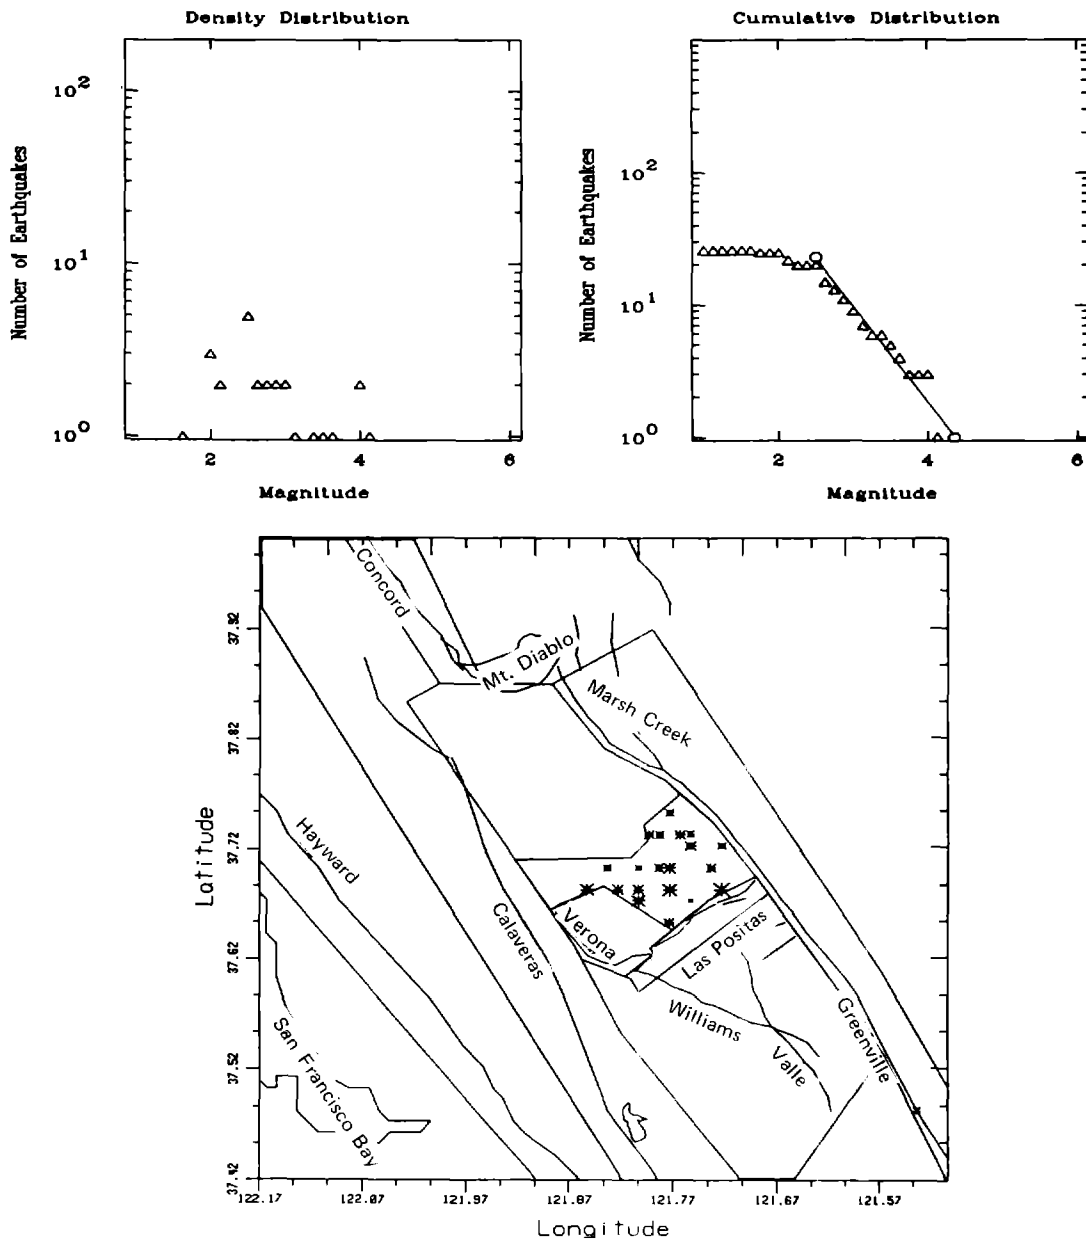 Density Distribution
Cumulative Distribution
Number of Earthquakes
10²
10¹
10⁰
2
4
6
Magnitude
Number of Earthquakes
10²
10¹
10⁰
2
4
6
Magnitude
Latitude
37.92
37.82
37.72
37.62
37.52
37.42
Concord
Mt. Diablo
Marsh Creek
Hayward
Calaveras
Verona
Las Positas
Williams
Valle
Greenville
San Francisco Bay
122.17
122.07
121.97
121.87
121.77
121.67
121.57
Longitude